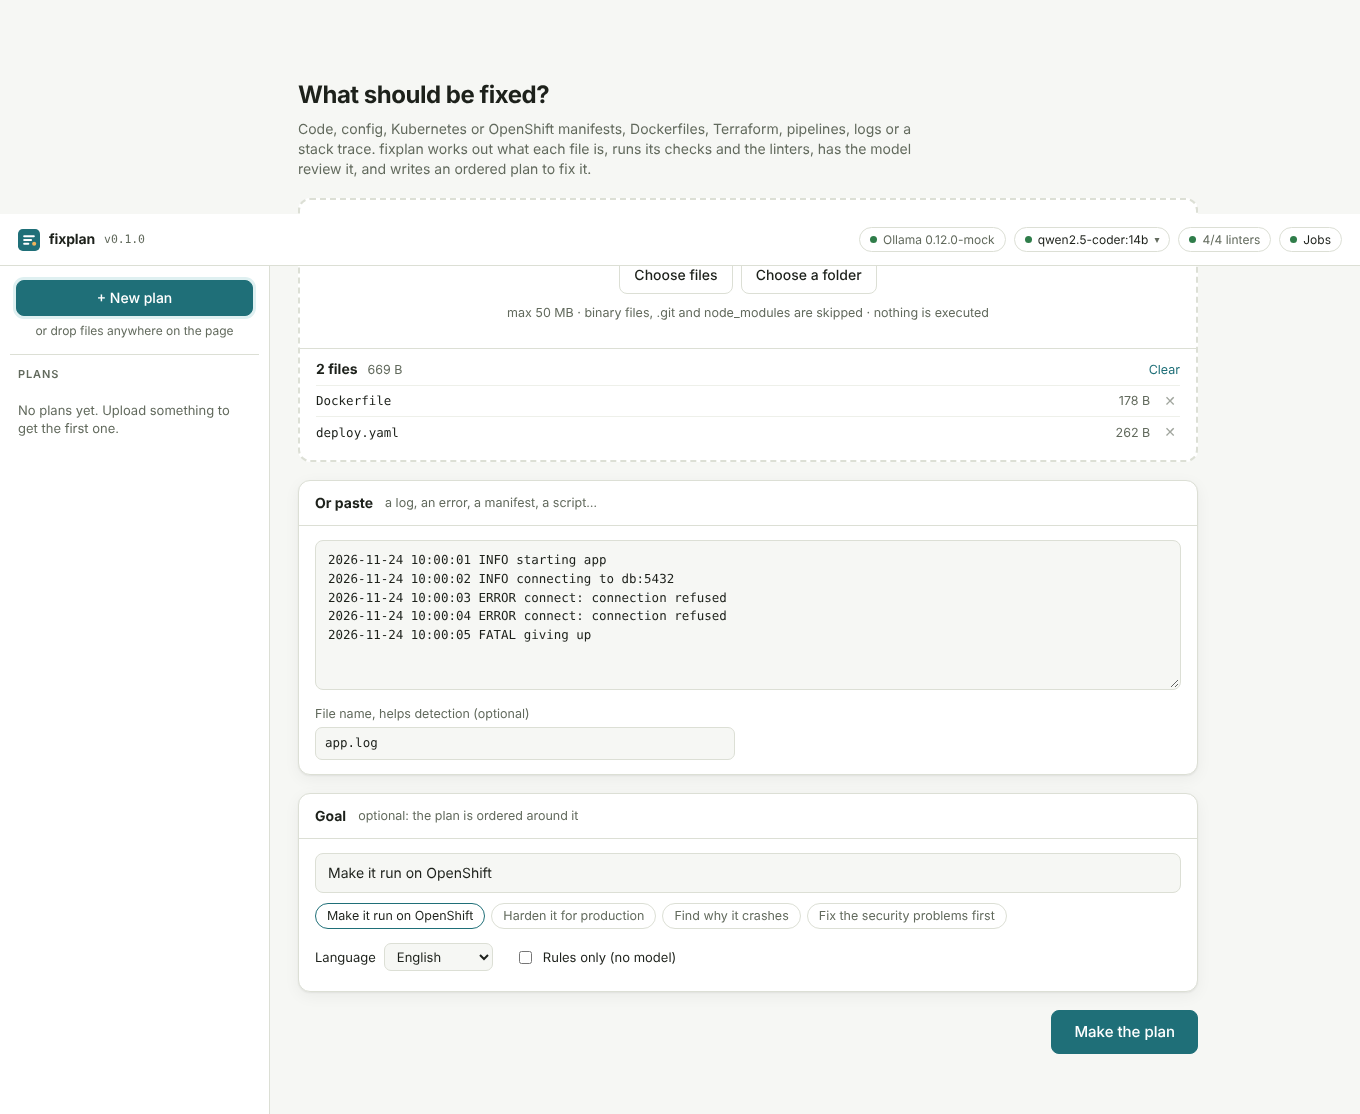 What should be fixed?
Code, config, Kubernetes or OpenShift manifests, Dockerfiles, Terraform, pipelines, logs or a
stack trace. fixplan works out what each file is, runs its checks and the linters, has the model
review it, and writes an ordered plan to fix it.
fixplan v0.1.0
Ollama 0.12.0-mock
qwen2.5-coder:14b ▾
4/4 linters
Jobs
+ New plan
or drop files anywhere on the page
PLANS
No plans yet. Upload something to
get the first one.
Choose files
Choose a folder
max 50 MB · binary files, .git and node_modules are skipped · nothing is executed
2 files 669 B Clear
Dockerfile 178 B ✕
deploy.yaml 262 B ✕
Or paste a log, an error, a manifest, a script...
2026-11-24 10:00:01 INFO starting app
2026-11-24 10:00:02 INFO connecting to db:5432
2026-11-24 10:00:03 ERROR connect: connection refused
2026-11-24 10:00:04 ERROR connect: connection refused
2026-11-24 10:00:05 FATAL giving up
File name, helps detection (optional)
app.log
Goal optional: the plan is ordered around it
Make it run on OpenShift
Make it run on OpenShift
Harden it for production
Find why it crashes
Fix the security problems first
Language English
Rules only (no model)
Make the plan